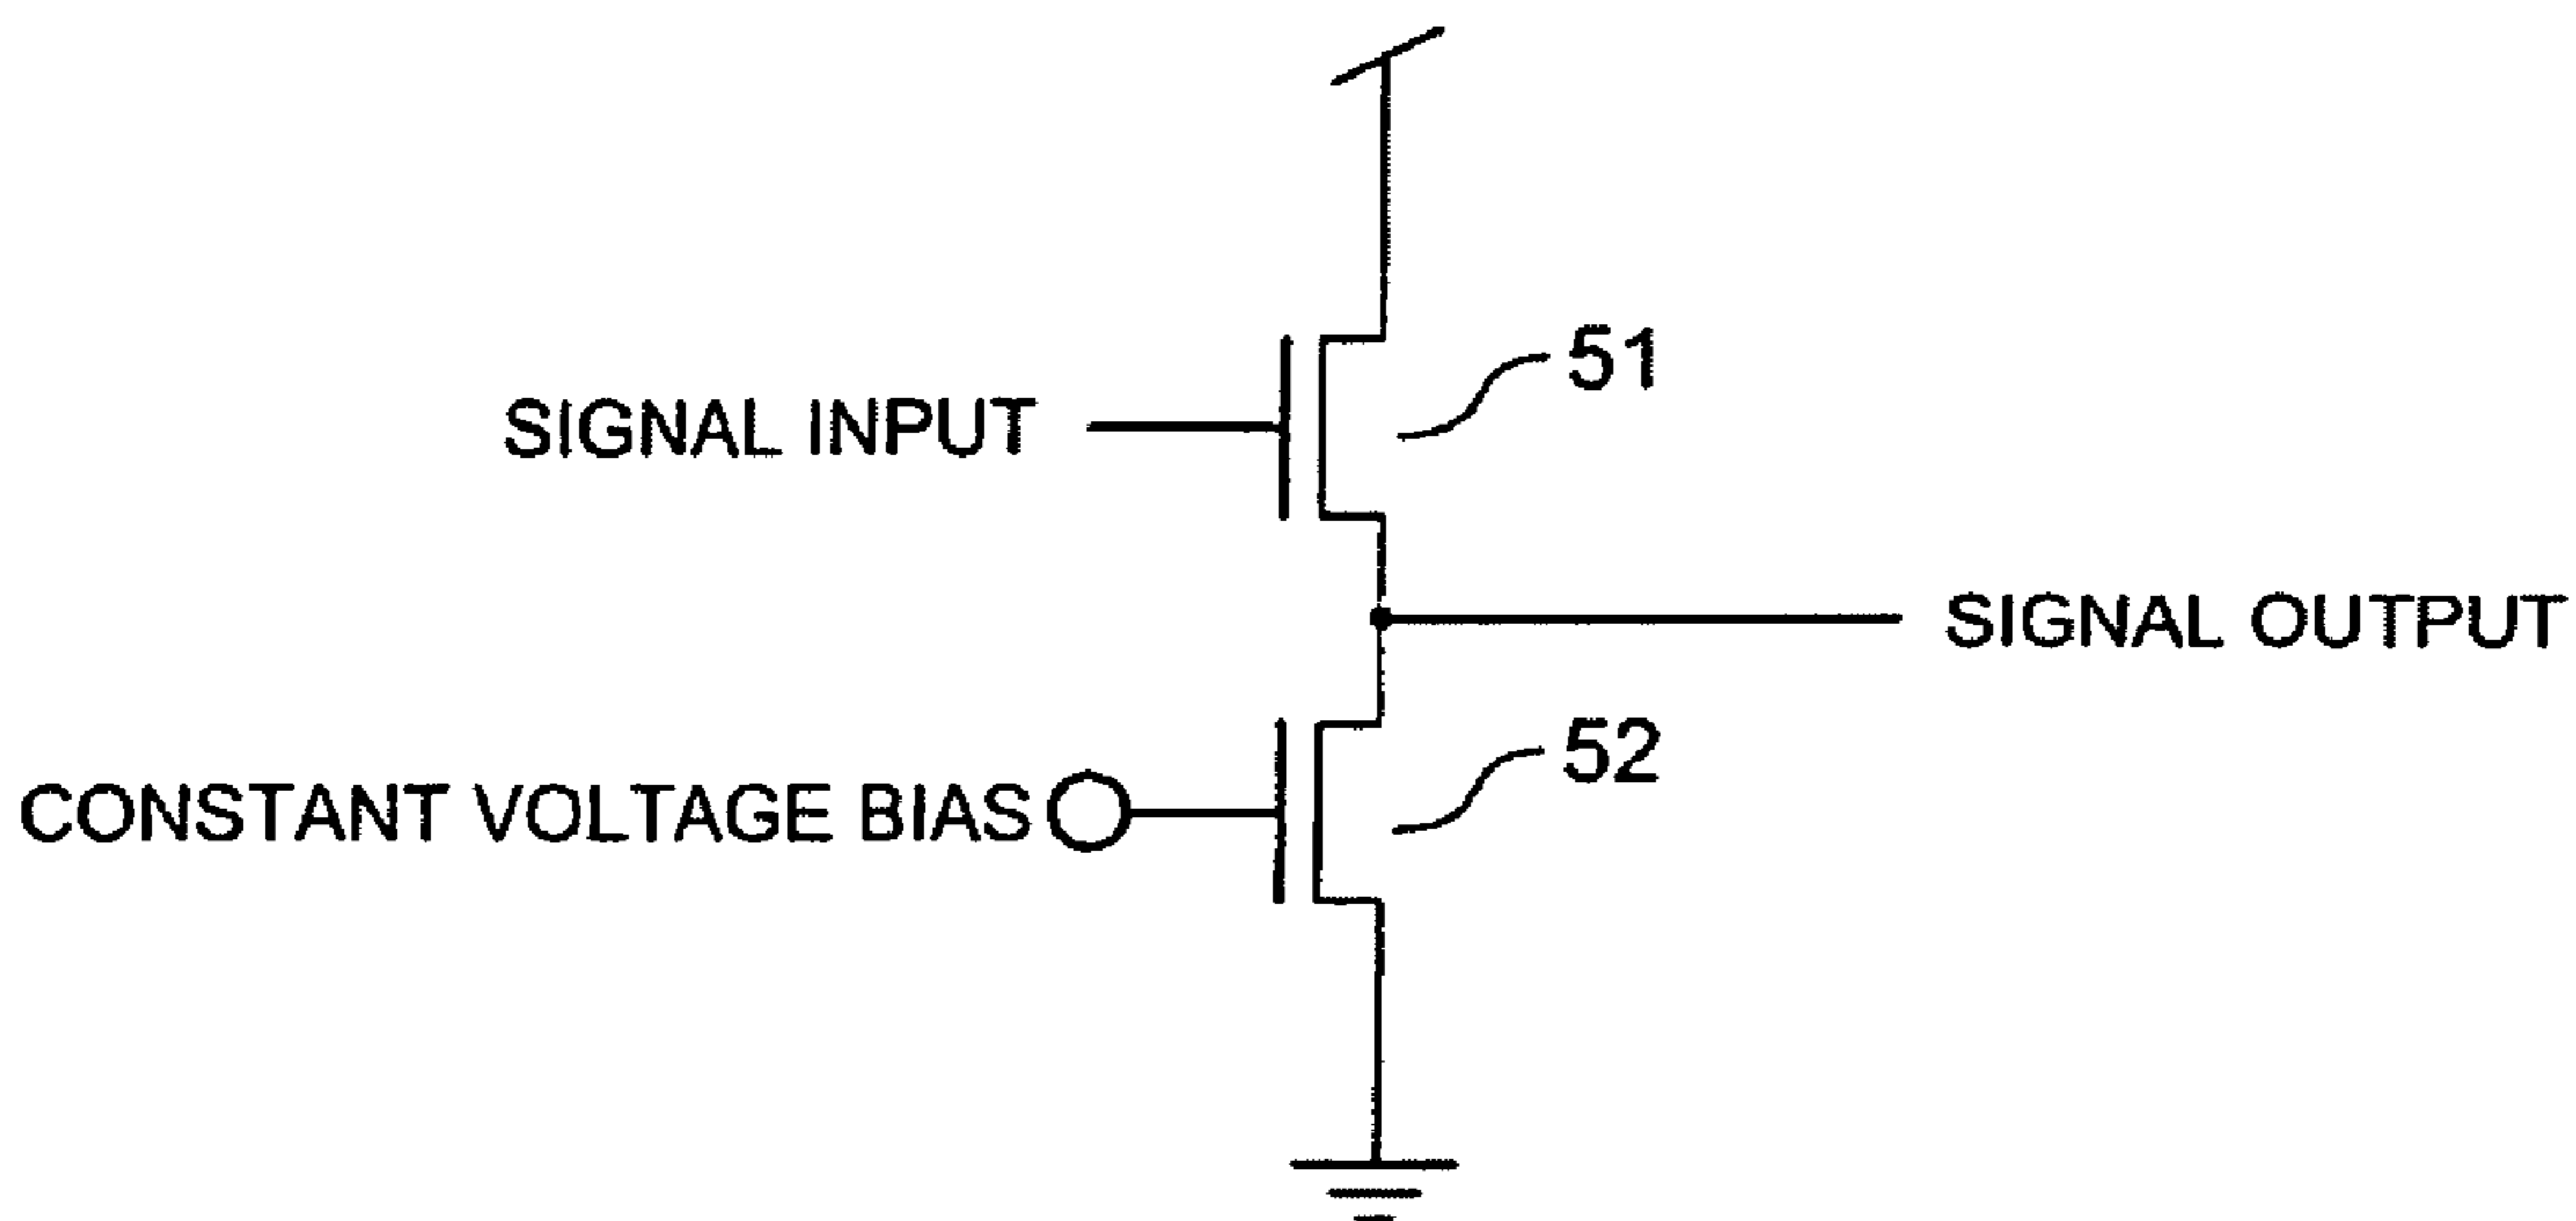 51
SIGNAL INPUT
SIGNAL OUTPUT
52
CONSTANT VOLTAGE BIAS